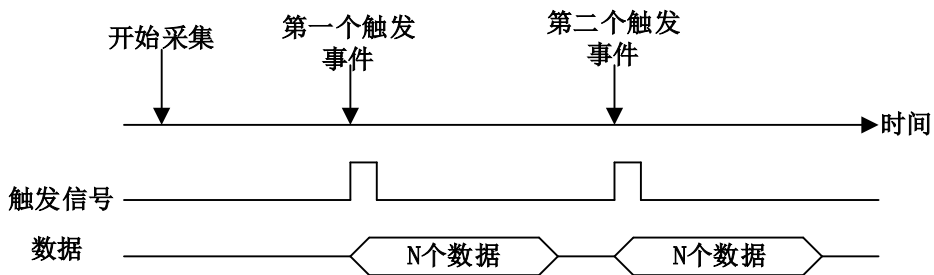 开始采集
第一个触发
事件
第二个触发
事件
时间
触发信号
数据
N个数据
N个数据